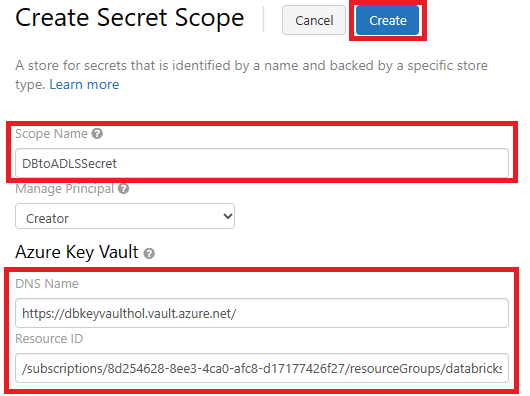 Create Secret Scope
Cancel
Create
A store for secrets that is identified by a name and backed by a specific store
type. Learn more
Scope Name ?
DBtoADLSSecret
Manage Principal ?
Creator
Azure Key Vault ?
DNS Name
https://dbkeyvaulthol.vault.azure.net/
Resource ID
/subscriptions/8d254628-8ee3-4ca0-afc8-d17177426f27/resourceGroups/databricks